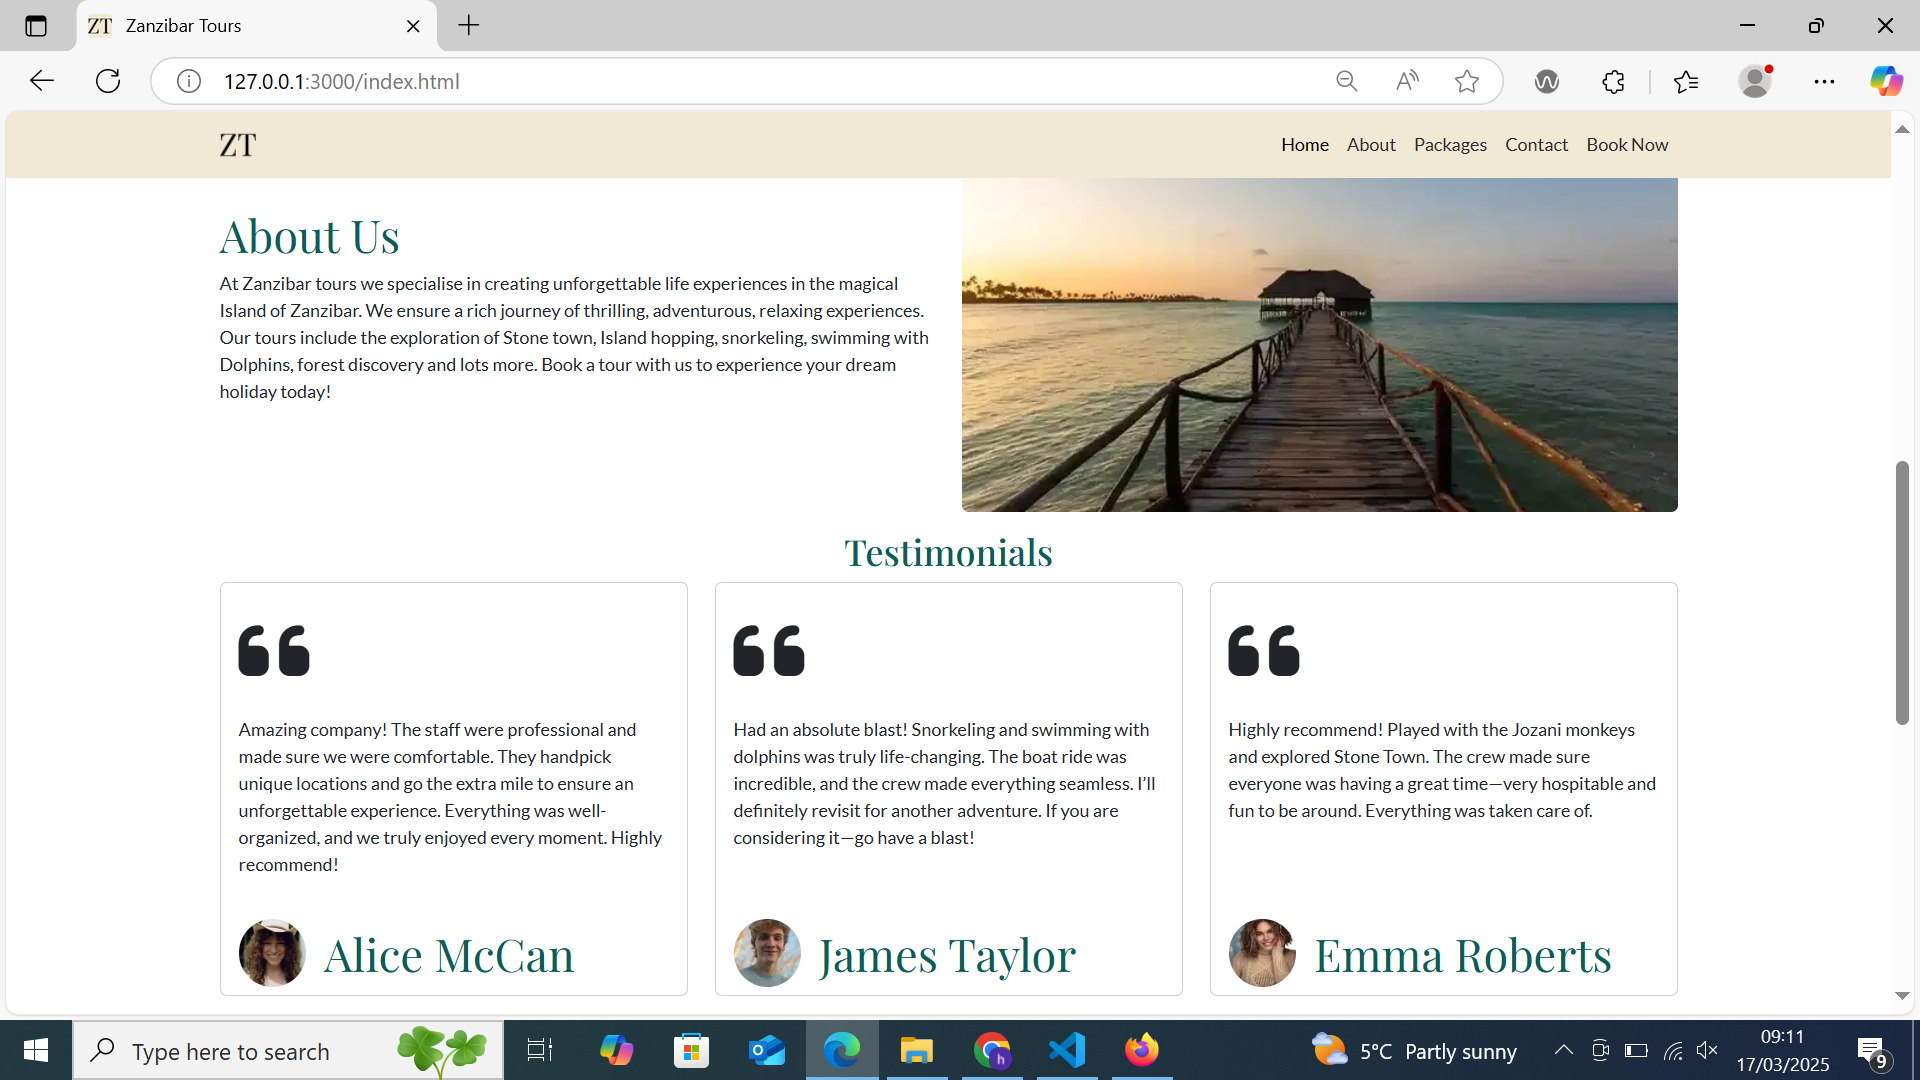 ZT Zanzibar Tours
127.0.0.1:3000/index.html
ZT Home About Packages Contact Book Now
About Us
At Zanzibar tours we specialise in creating unforgettable life experiences in the magical
Island of Zanzibar. We ensure a rich journey of thrilling, adventurous, relaxing experiences.
Our tours include the exploration of Stone town, Island hopping, snorkeling, swimming with
Dolphins, forest discovery and lots more. Book a tour with us to experience your dream
holiday today!
Testimonials
Amazing company! The staff were professional and
made sure we were comfortable. They handpick
unique locations and go the extra mile to ensure an
unforgettable experience. Everything was well-
organized, and we truly enjoyed every moment. Highly
recommend!
Alice McCan
Had an absolute blast! Snorkeling and swimming with
dolphins was truly life-changing. The boat ride was
incredible, and the crew made everything seamless. I’ll
definitely revisit for another adventure. If you are
considering it—go have a blast!
James Taylor
Highly recommend! Played with the Jozani monkeys
and explored Stone Town. The crew made sure
everyone was having a great time—very hospitable and
fun to be around. Everything was taken care of.
Emma Roberts
Type here to search
5°C Partly sunny
09:11
17/03/2025
9